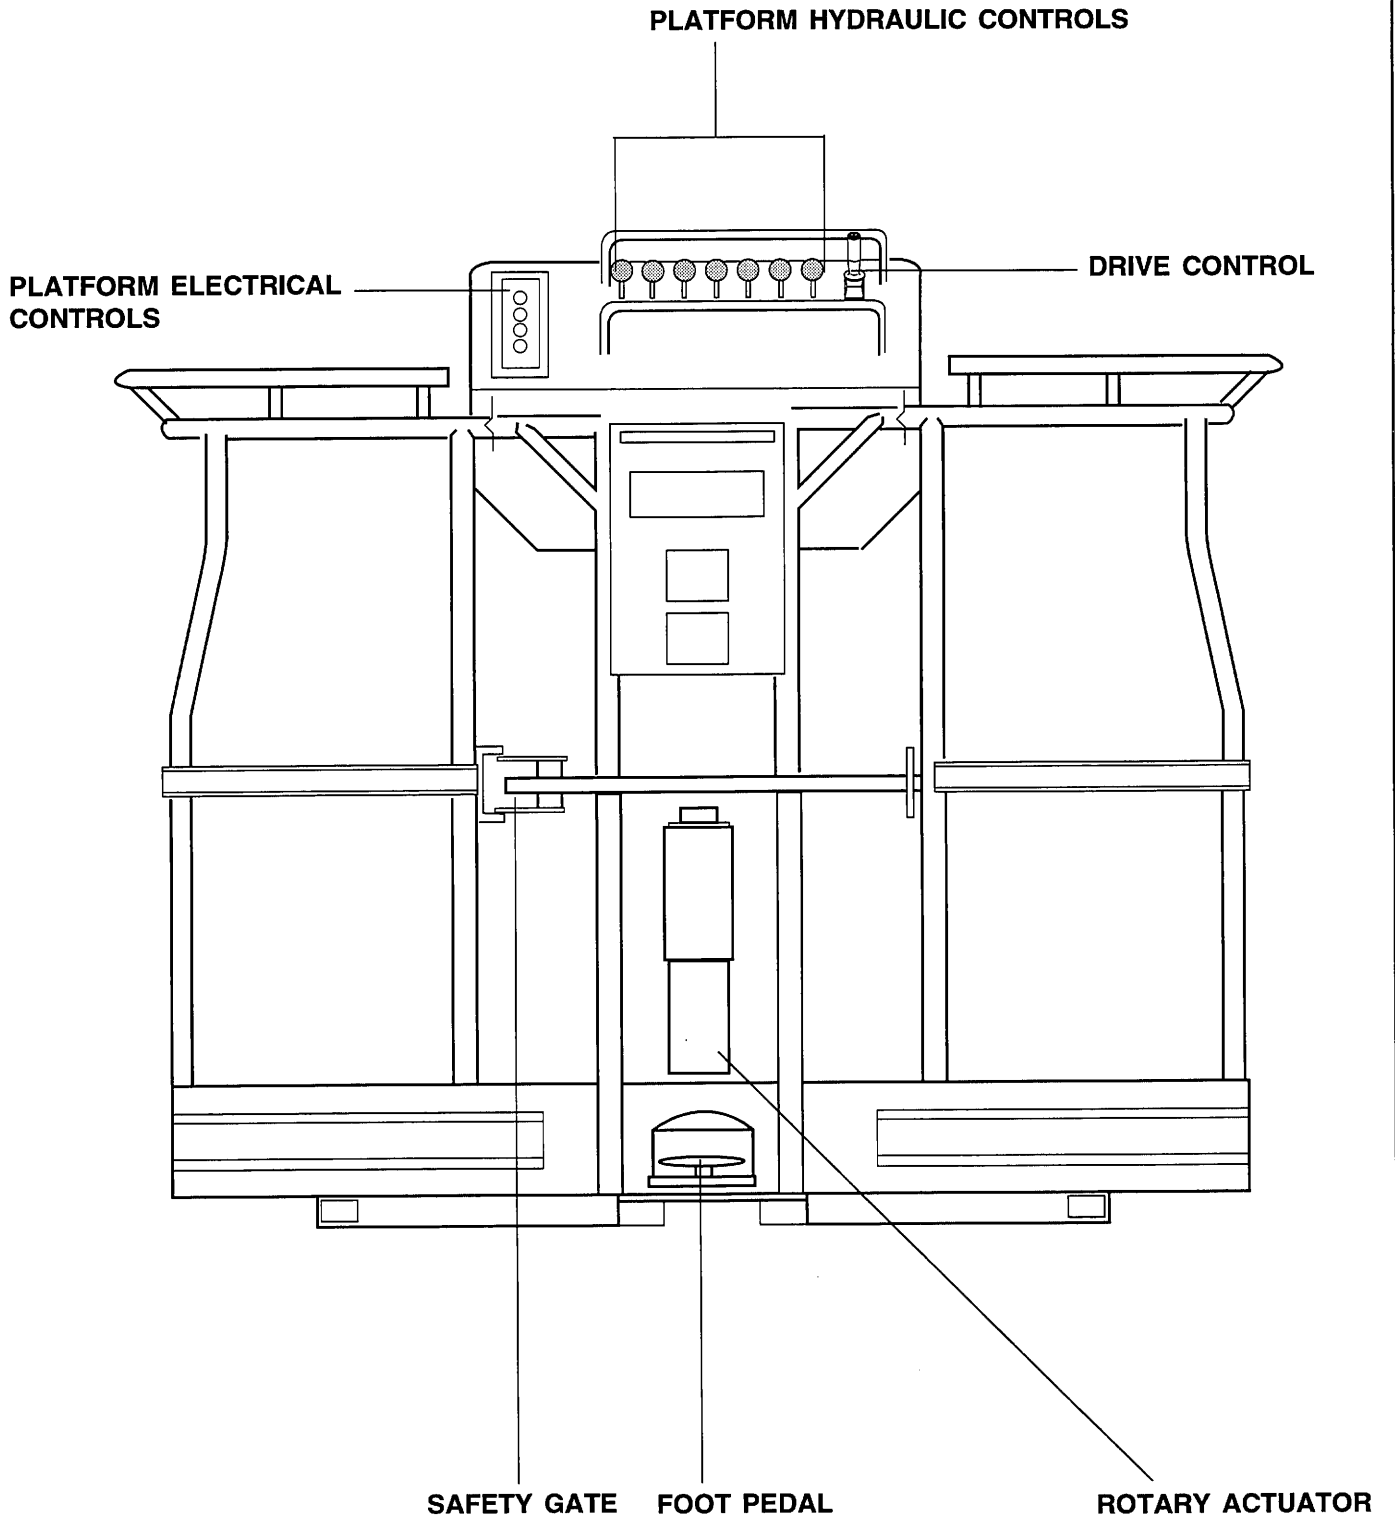 PLATFORM HYDRAULIC CONTROLS
DRIVE CONTROL
PLATFORM ELECTRICAL
CONTROLS
SAFETY GATE
FOOT PEDAL
ROTARY ACTUATOR